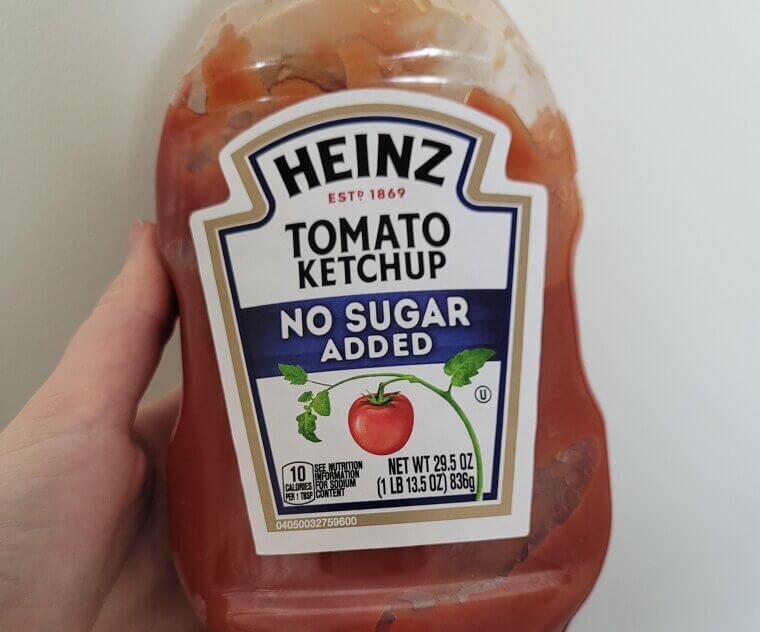 HEINZ
ESTD 1869
TOMATO
KETCHUP
NO SUGAR
ADDED
U
10
CALORIES
PER 1 TBSP
SEE NUTRITION
INFORMATION
FOR SODIUM
CONTENT
NET WT 29.5 OZ
(1 LB 13.5 OZ) 836g
04050032759600